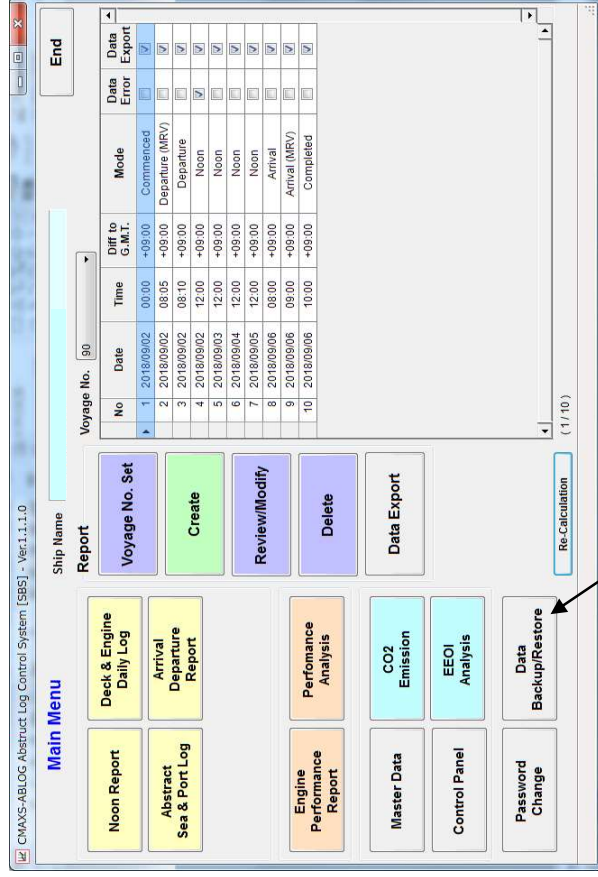 CMAXS-ABLOG Abstruct Log Control System [SBS] - Ver.1.1.1.0
Main Menu
Ship Name
End
Noon Report
Deck & Engine
Daily Log
Abstract
Sea & Port Log
Arrival
Departure
Report
Engine
Performance
Report
Perfomance
Analysis
Master Data
CO2
Emission
Control Panel
EEOI
Analysis
Password
Change
Data
Backup/Restore
Report
Voyage No. Set
Create
Review/Modify
Delete
Data Export
Re-Calculation
Voyage No. 90
No Date Time Diff to G.M.T. Mode Data Error Data Export
1 2018/09/02 00:00 +09:00 Commenced
2 2018/09/02 08:05 +09:00 Departure (MRV)
3 2018/09/02 08:10 +09:00 Departure
4 2018/09/02 12:00 +09:00 Noon
5 2018/09/03 12:00 +09:00 Noon
6 2018/09/04 12:00 +09:00 Noon
7 2018/09/05 12:00 +09:00 Noon
8 2018/09/06 08:00 +09:00 Arrival
9 2018/09/06 09:00 +09:00 Arrival (MRV)
10 2018/09/06 10:00 +09:00 Completed
(1/10)